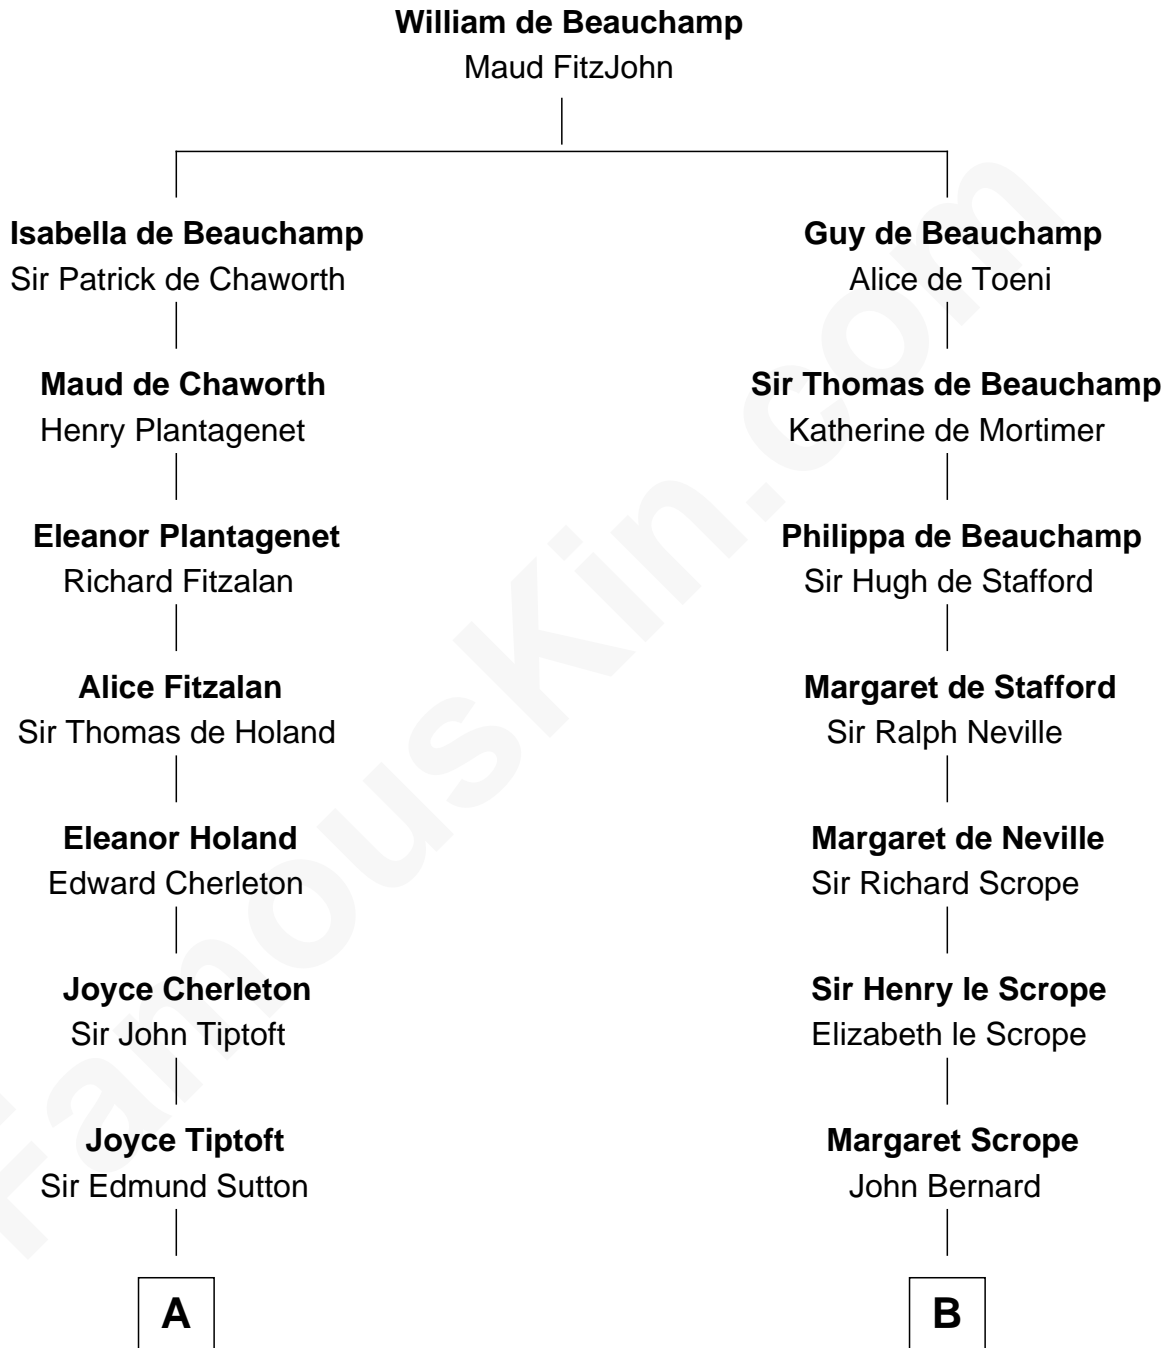 William de Beauchamp
Maud FitzJohn
Isabella de Beauchamp
Sir Patrick de Chaworth
Guy de Beauchamp
Alice de Toeni
Maud de Chaworth
Henry Plantagenet
Sir Thomas de Beauchamp
Katherine de Mortimer
Eleanor Plantagenet
Richard Fitzalan
Philippa de Beauchamp
Sir Hugh de Stafford
Alice Fitzalan
Sir Thomas de Holand
Margaret de Stafford
Sir Ralph Neville
Eleanor Holand
Edward Cherleton
Margaret de Neville
Sir Richard Scrope
Joyce Cherleton
Sir John Tiptoft
Sir Henry le Scrope
Elizabeth le Scrope
Joyce Tiptoft
Sir Edmund Sutton
Margaret Scrope
John Bernard
A
B
FamousKin.com